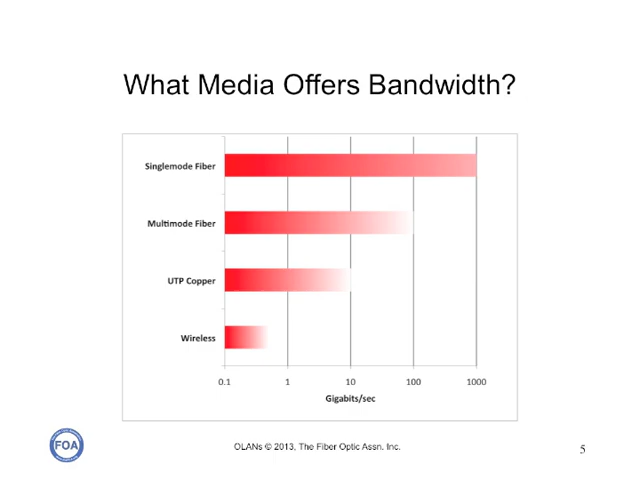 What Media Offers Bandwidth?
Singlemode Fiber
Multimode Fiber
UTP Copper
Wireless
0.1 1 10 100 1000
Gigabits/sec
FOA
OLANs © 2013, The Fiber Optic Assn. Inc.
5